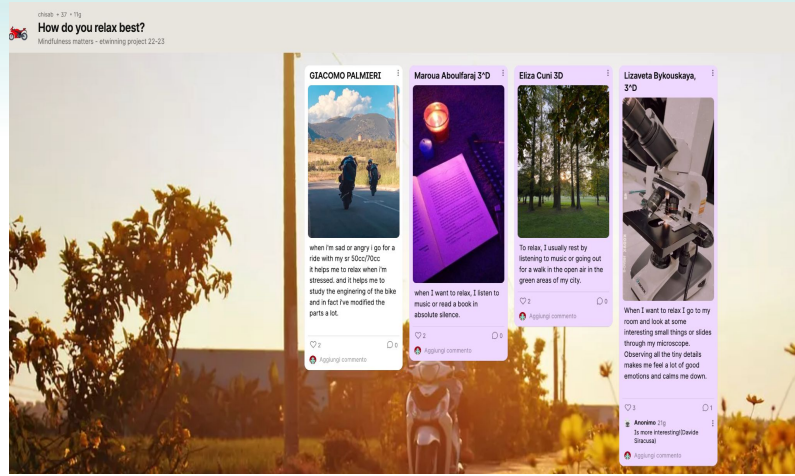 chisab + 37 • 11g
How do you relax best?
Mindfulness matters - etwinning project 22-23
GIACOMO PALMIERI
when i'm sad or angry i go for a
ride with my sr 50cc/70cc
it helps me to relax when i'm
stressed. and it helps me to
study the enginering of the bike
and in fact i've modified the
parts a lot.
2
0
Aggiungi commento
Maroua Aboulfaraj 3^D
when I want to relax, I listen to
music or read a book in
absolute silence.
2
0
Aggiungi commento
Eliza Cuni 3D
To relax, I usually rest by
listening to music or going out
for a walk in the open air in the
green areas of my city.
2
0
Aggiungi commento
Lizaveta Bykouskaya,
3^D
When I want to relax I go to my
room and look at some
interesting small things or slides
through my microscope.
Observing all the tiny details
makes me feel a lot of good
emotions and calms me down.
3
1
Anonimo 21g
Is more interesting!(Davide
Siracusa)
Aggiungi commento